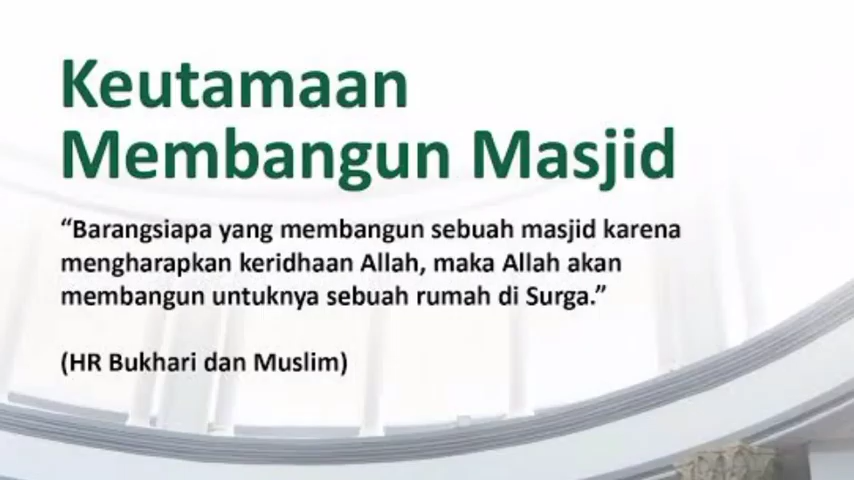 Keutamaan
Membangun Masjid
“Barangsiapa yang membangun sebuah masjid karena
mengharapkan keridhaan Allah, maka Allah akan
membangun untuknya sebuah rumah di Surga.”
(HR Bukhari dan Muslim)